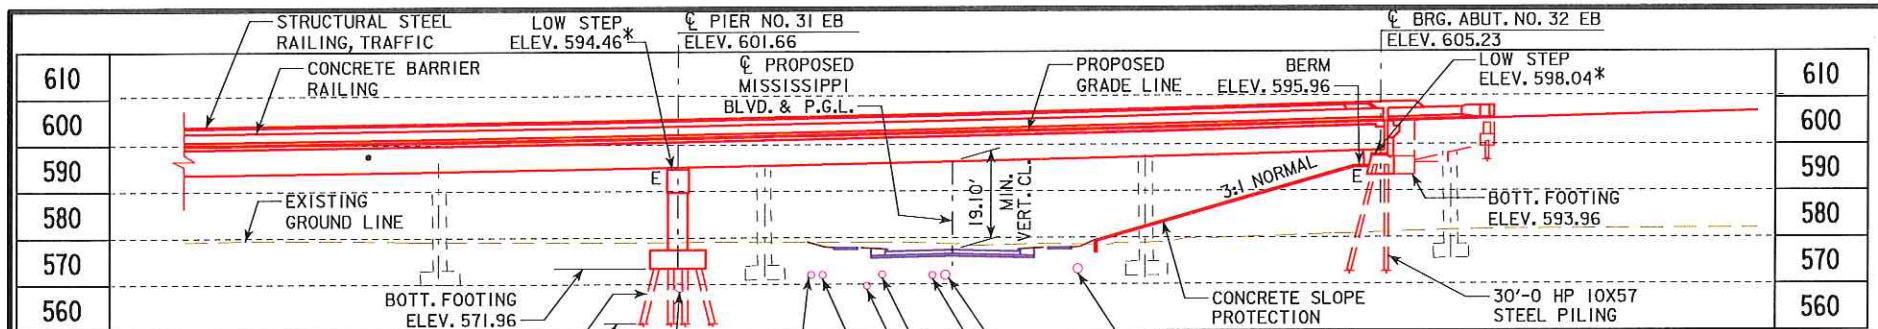 STRUCTURAL STEEL
RAILING, TRAFFIC
LOW STEP
ELEV. 594.46*
℄ PIER NO. 31 EB
ELEV. 601.66
℄ BRG. ABUT. NO. 32 EB
ELEV. 605.23
610
CONCRETE BARRIER
RAILING
℄ PROPOSED
MISSISSIPPI
BLVD. & P.G.L.
PROPOSED
GRADE LINE
BERM
ELEV. 595.96
LOW STEP
ELEV. 598.04*
610
600
600
590
E
19.10'
MIN.
VERT. CL.
3:1 NORMAL
E
590
580
EXISTING
GROUND LINE
BOTT. FOOTING
ELEV. 593.96
580
570
570
560
BOTT. FOOTING
ELEV. 571.96
CONCRETE SLOPE
PROTECTION
30'-0 HP 10X57
STEEL PILING
560